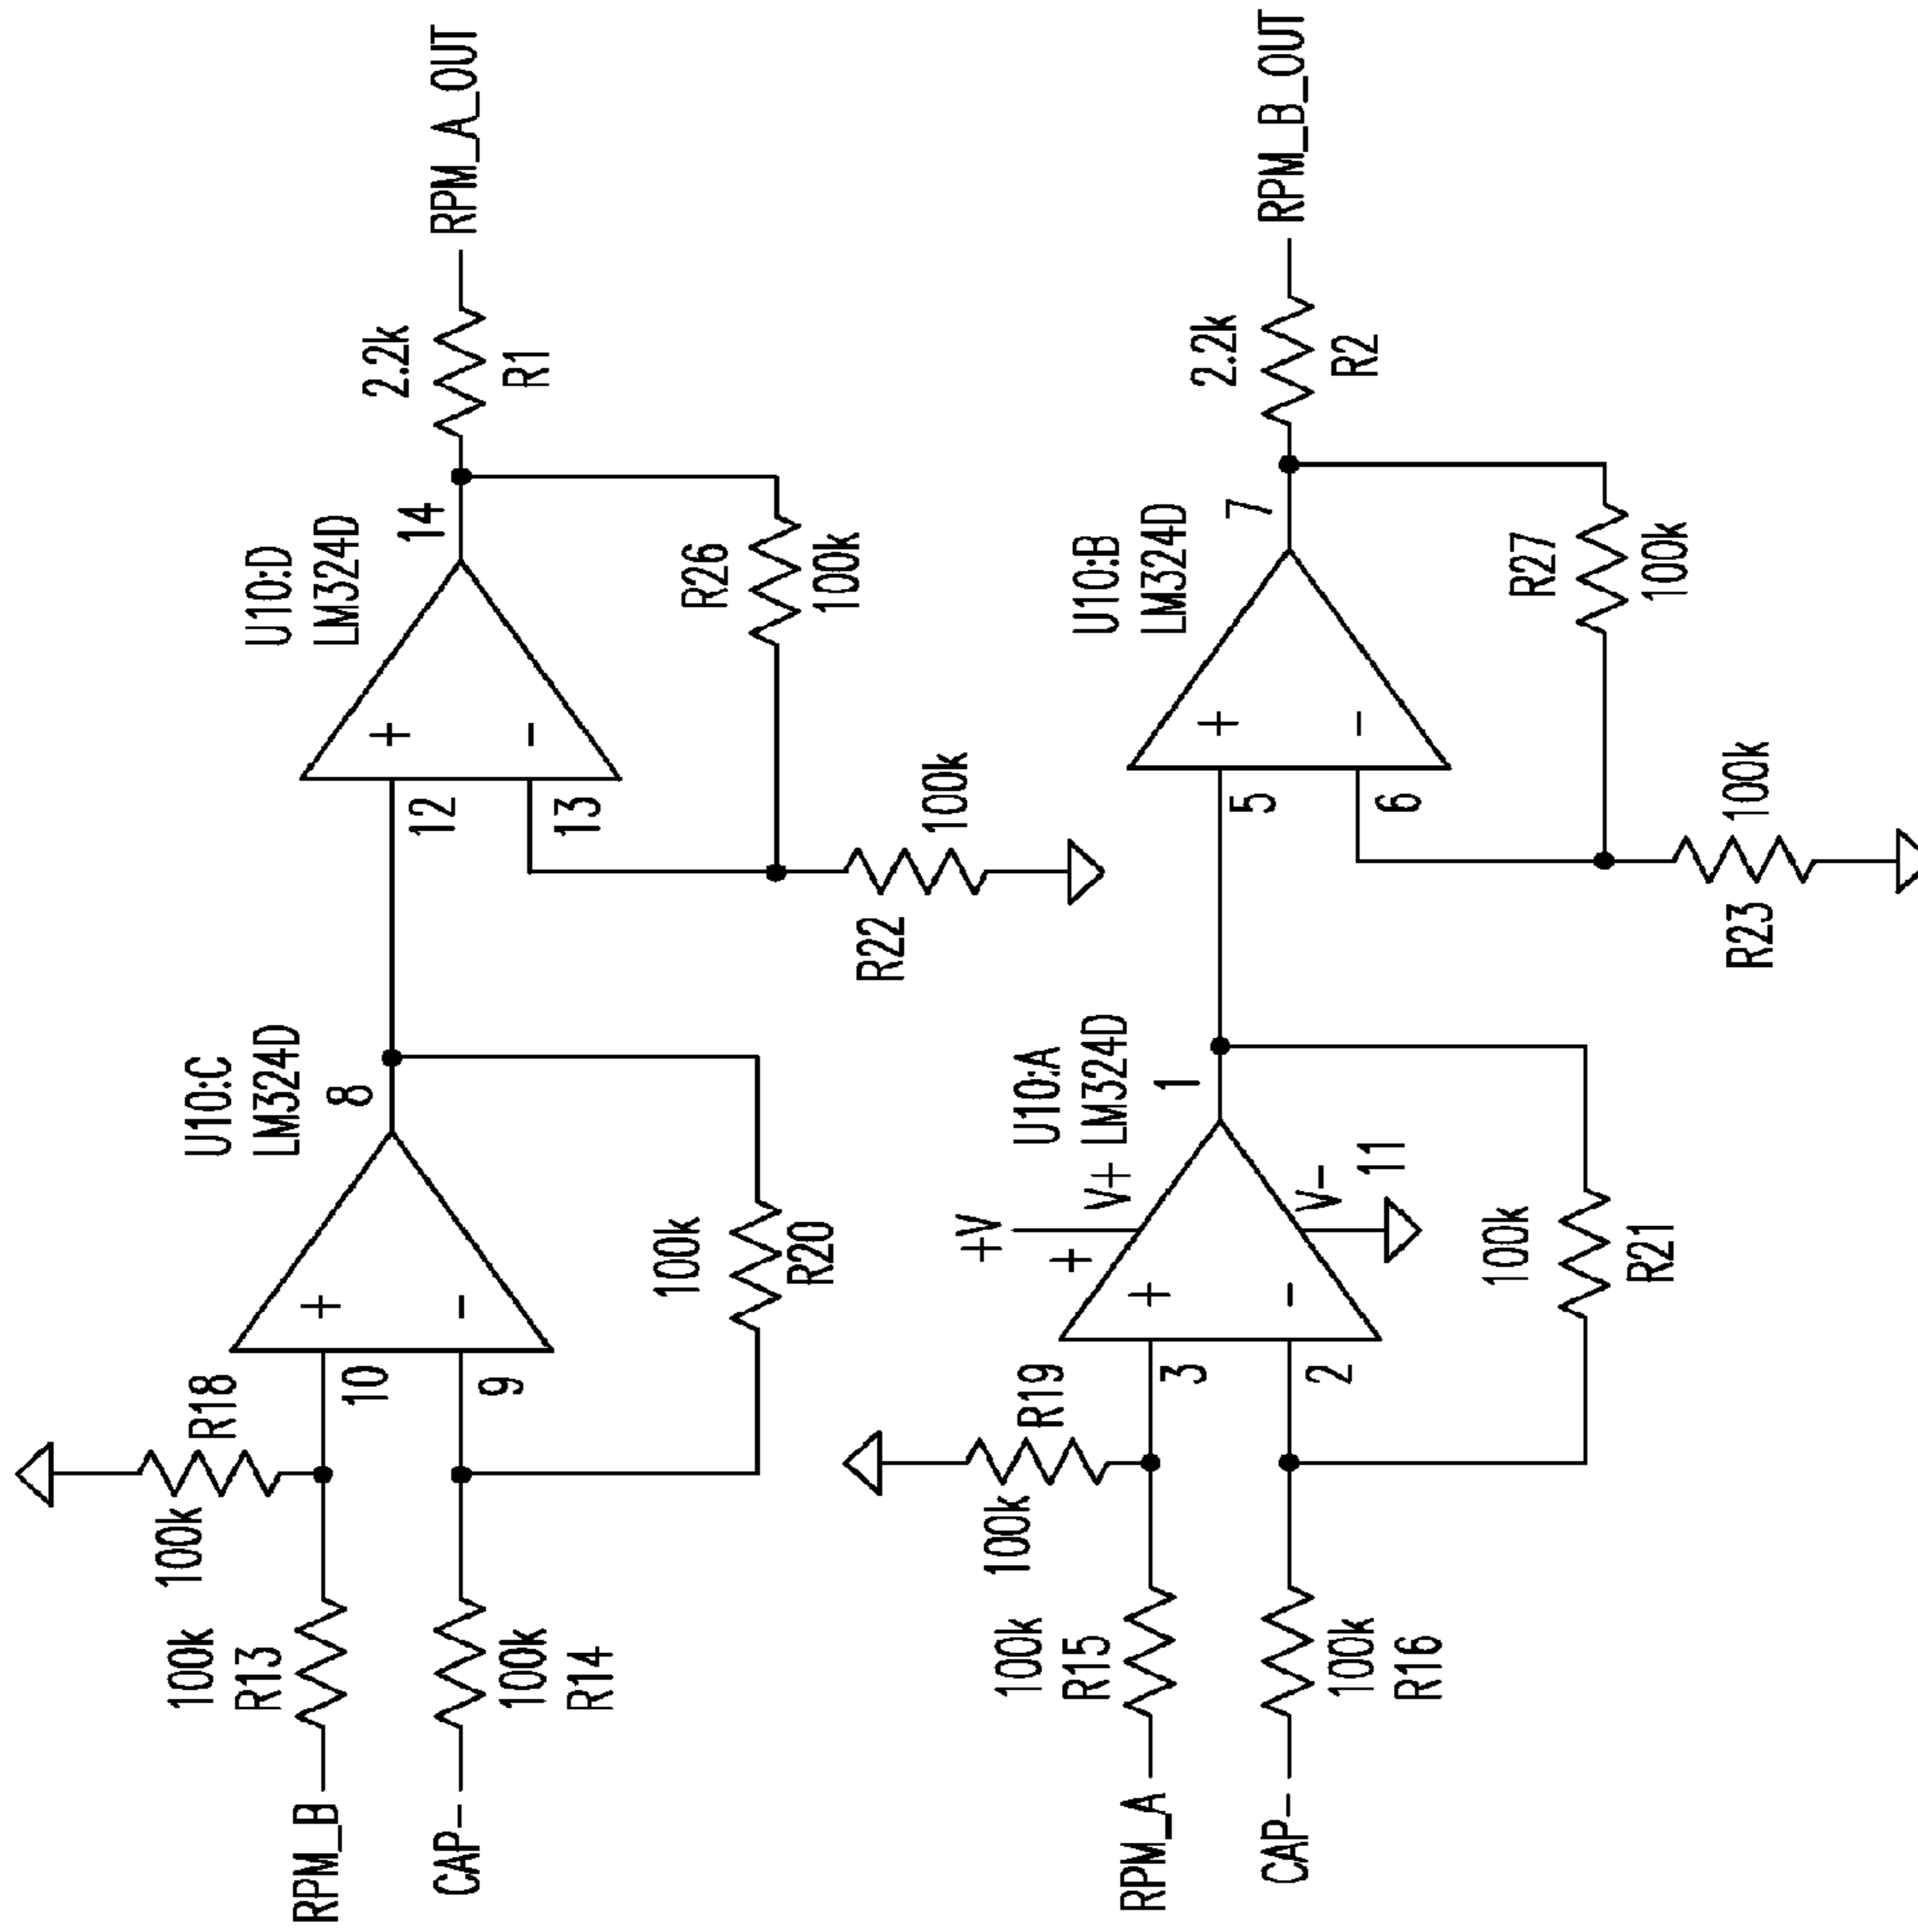 RPM_B
100k
R13
CAP-
100k
R14
100k
R18
10
9
+
-
U10:C
LM324D
8
100k
R20
12
13
+
-
U10:D
LM324D
14
R26
100k
R22
100k
2.2k
R1
RPM_A_OUT
RPM_A
100k
R15
CAP-
100k
R16
100k
R19
3
2
+
-
+
+V
V+
V-
11
U10:A
LM324D
1
100k
R21
5
6
+
-
U10:B
LM324D
7
R27
100k
R23
100k
2.2k
R2
RPM_B_OUT